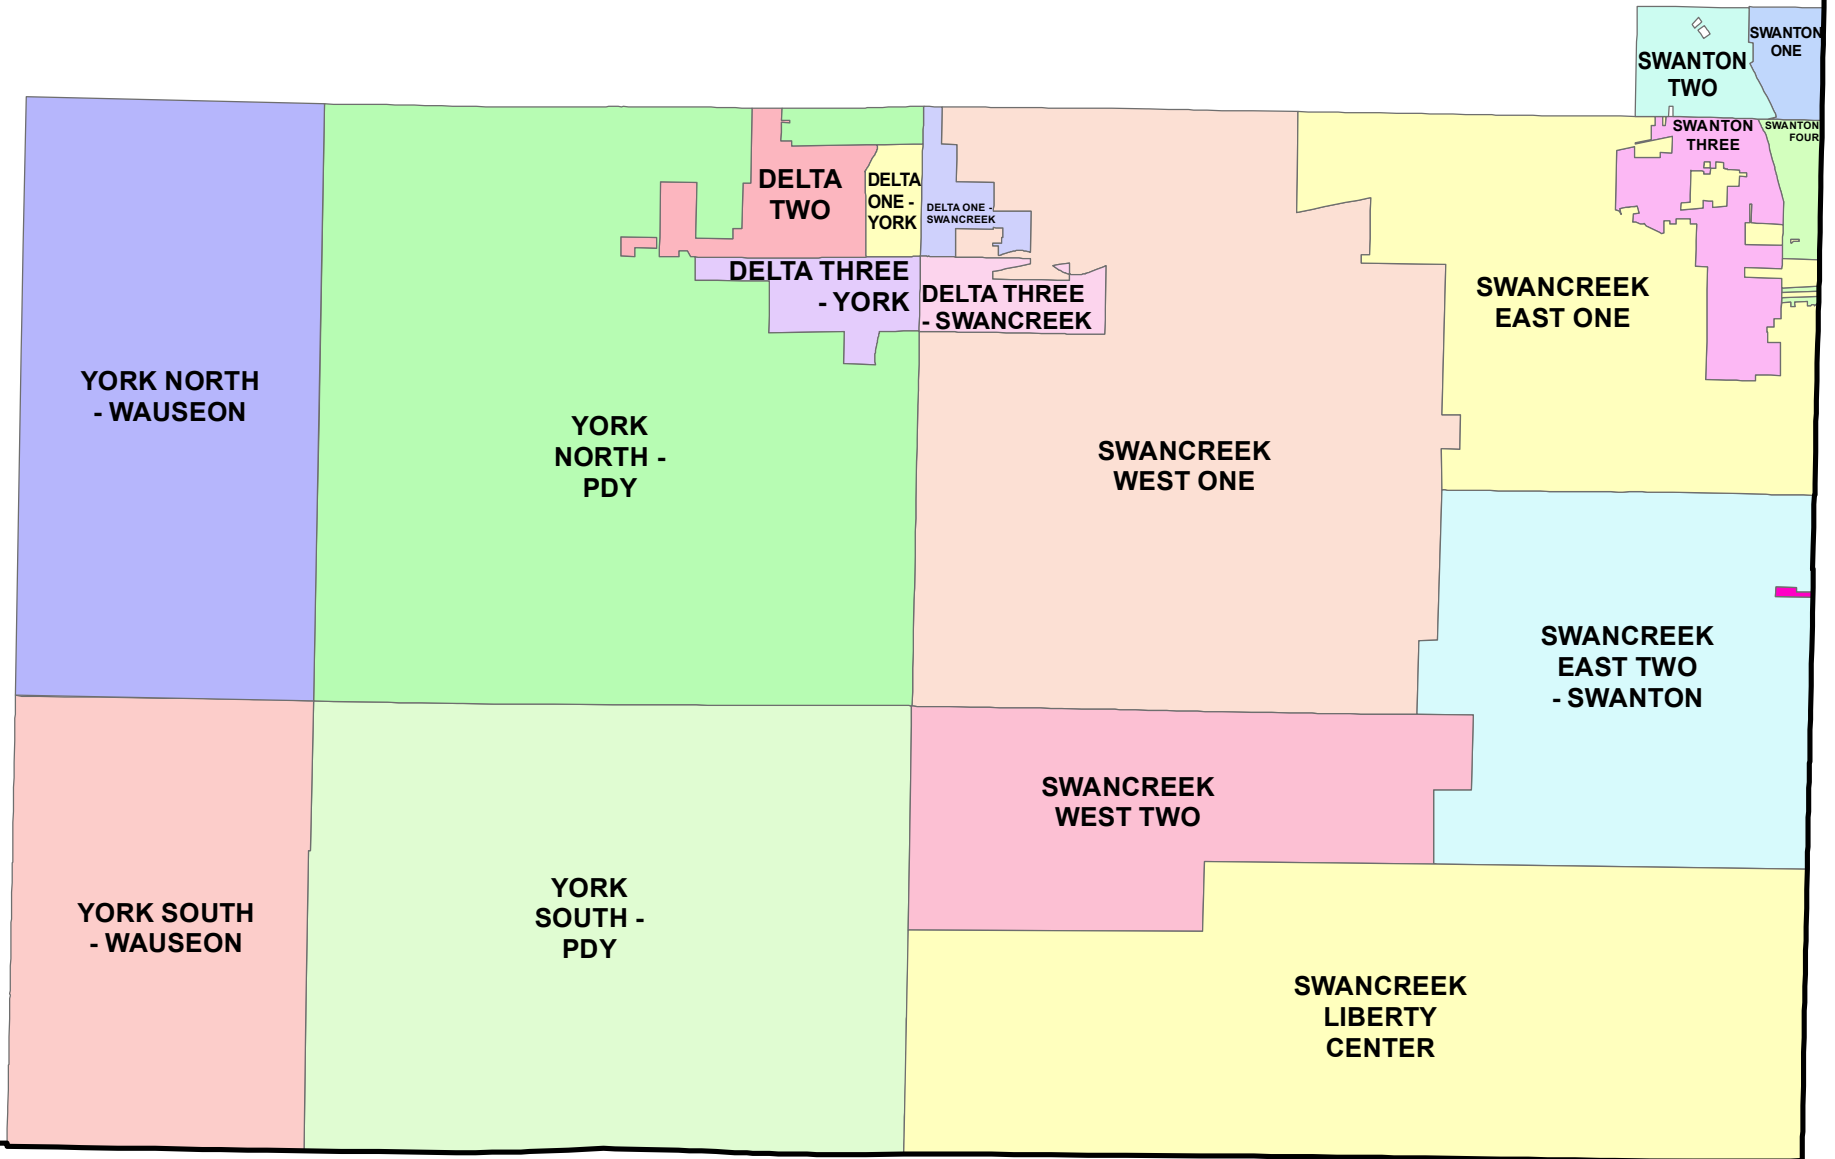 SWANTON
ONE
SWANTON
TWO
SWANTON
THREE
SWANTON
FOUR
DELTA
TWO
DELTA
ONE -
YORK
DELTA ONE -
SWANCREEK
DELTA THREE
- YORK
DELTA THREE
- SWANCREEK
SWANCREEK
EAST ONE
YORK NORTH
- WAUSEON
YORK
NORTH -
PDY
SWANCREEK
WEST ONE
SWANCREEK
EAST TWO
- SWANTON
SWANCREEK
WEST TWO
YORK SOUTH
- WAUSEON
YORK
SOUTH -
PDY
SWANCREEK
LIBERTY
CENTER